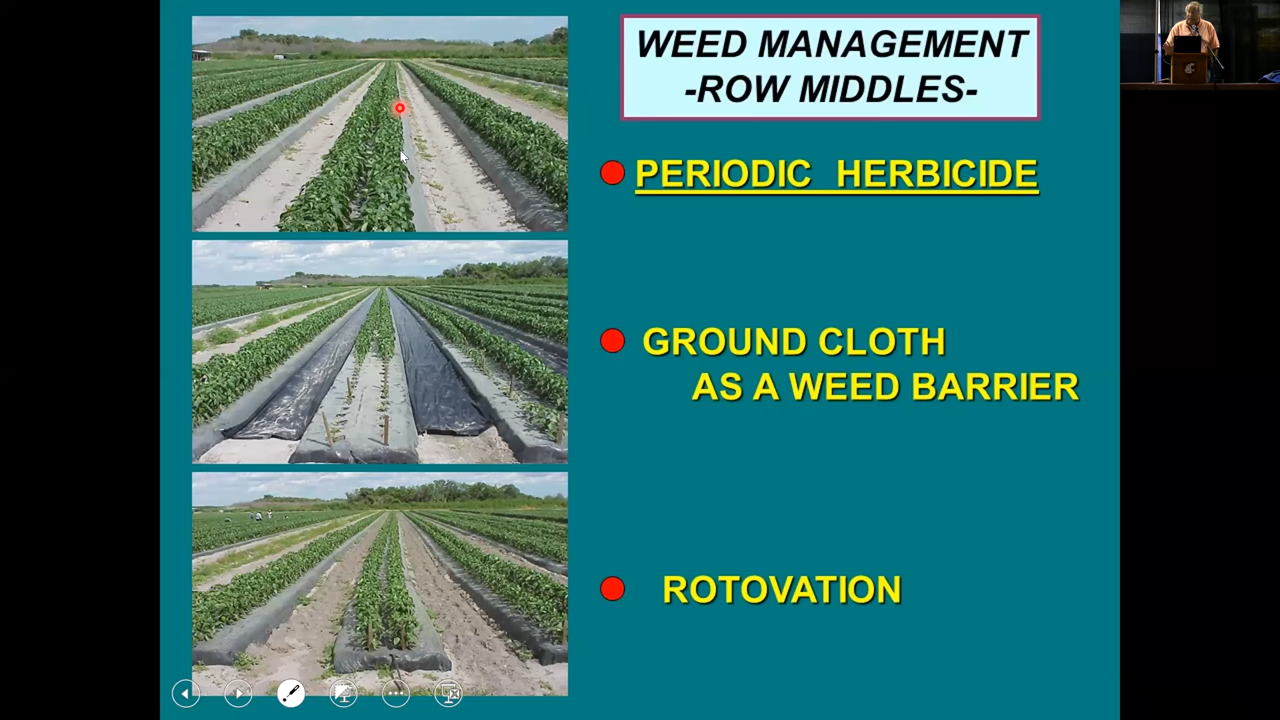 WEED MANAGEMENT
-ROW MIDDLES-
PERIODIC HERBICIDE
GROUND CLOTH
AS A WEED BARRIER
ROTOVATION